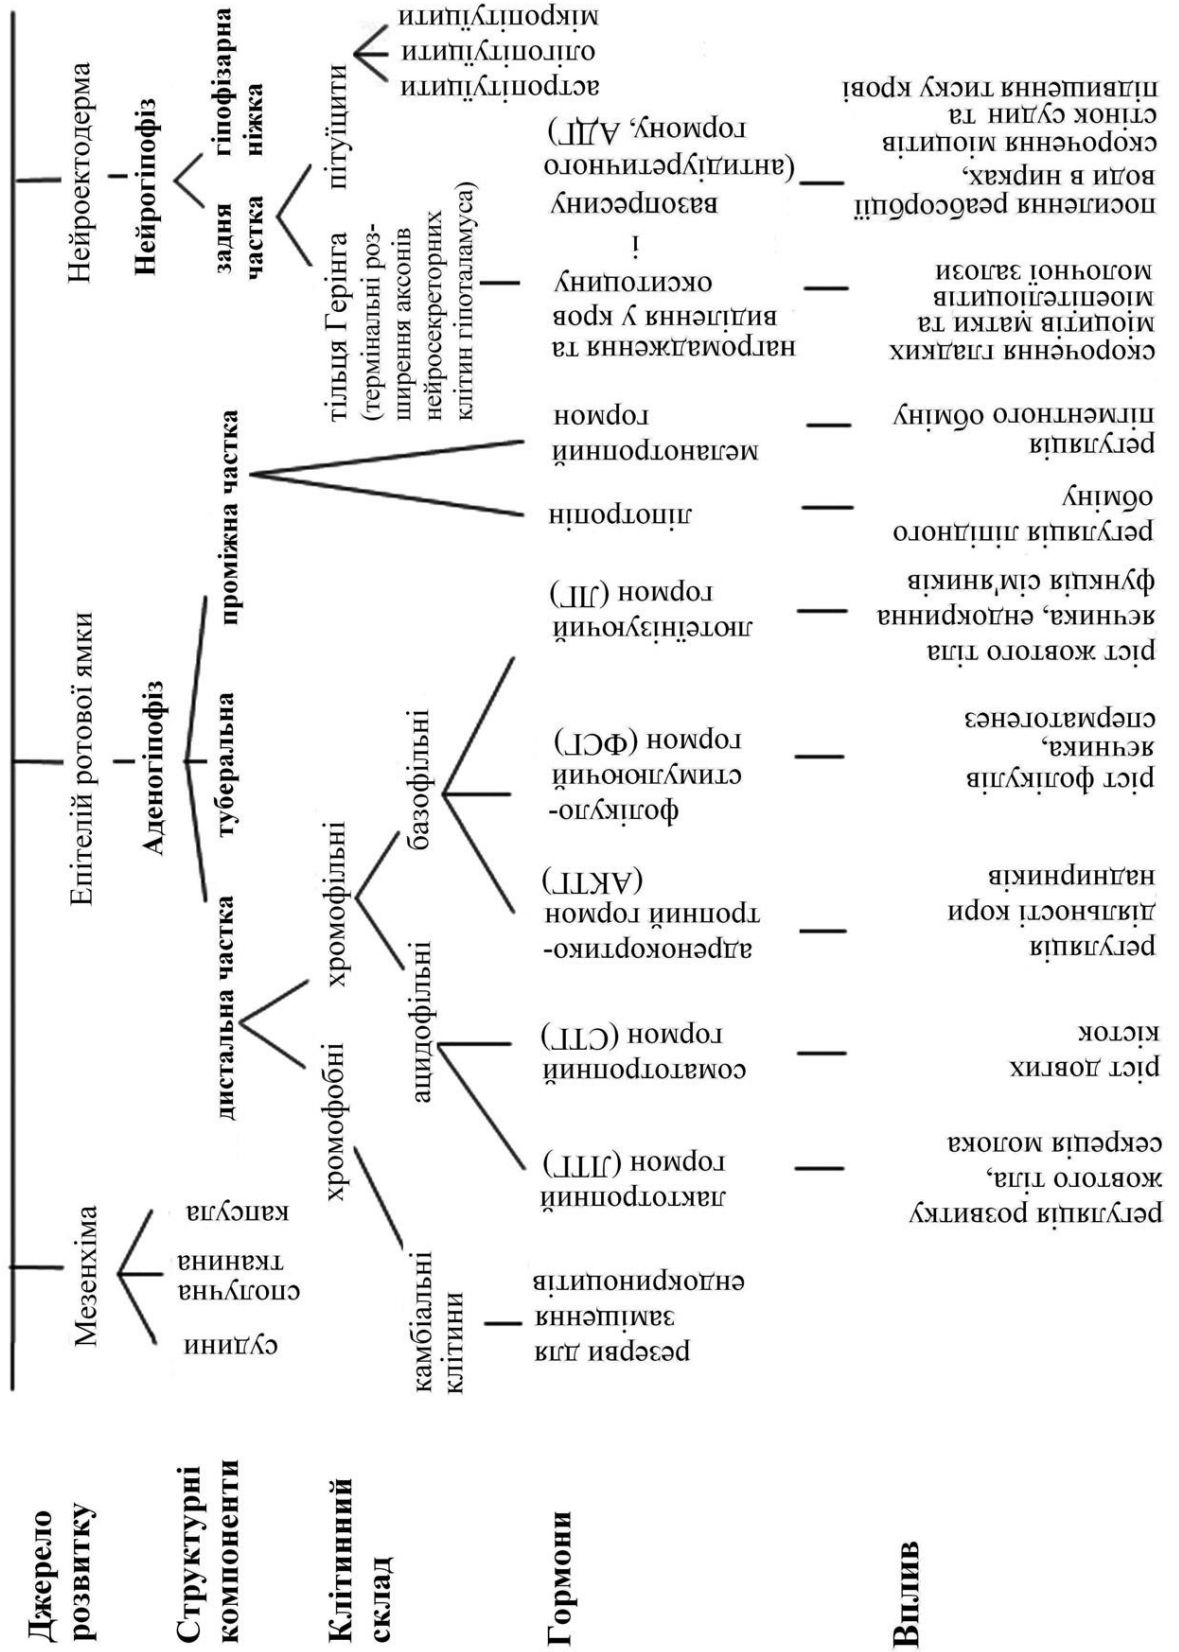 Джерело
розвитку
Мезенхіма
Епітелій ротової ямки
Нейроектодерма
Структурні
компоненти
судини
сполучна
тканина
капсула
Аденогіпофіз
дистальна частка
туберальна
проміжна частка
Нейрогіпофіз
задня
частка
гіпофізарна
ніжка
Клітинний
склад
хромофобні
хромофільні
камбіальні
клітини
ацидофільні
базофільні
тільця Герінга
(термінальні роз-
ширення аксонів
нейросекреторних
клітин гіпоталамуса)
пітуїцити
астропітуїцити
олігопітуїцити
мікропітуїцити
Гормони
резерви для
заміщення
ендокриноцитів
лактотропний
гормон (ЛТГ)
соматотропний
гормон (СТГ)
адренокортико-
тропний гормон
(АКТГ)
фолікуло-
стимулюючий
гормон (ФСГ)
лютеїнізуючий
гормон (ЛГ)
ліпотропін
меланотропний
гормон
нагромадження та
виділення у кров
окситоцину
і
вазопресину
(антидіуретичного
гормону, АДГ)
Вплив
регуляція розвитку
жовтого тіла,
секреція молока
ріст довгих
кісток
регуляція
діяльності кори
наднирників
ріст фолікулів
яєчника,
сперматогенез
ріст жовтого тіла
яєчника, ендокринна
функція сім'яників
регуляція ліпідного
обміну
регуляція
пігментного обміну
скорочення гладких
міоцитів матки та
міоепітеліоцитів
молочної залози
посилення реабсорбції
води в нирках,
скорочення міоцитів
стінок судин та
підвищення тиску крові